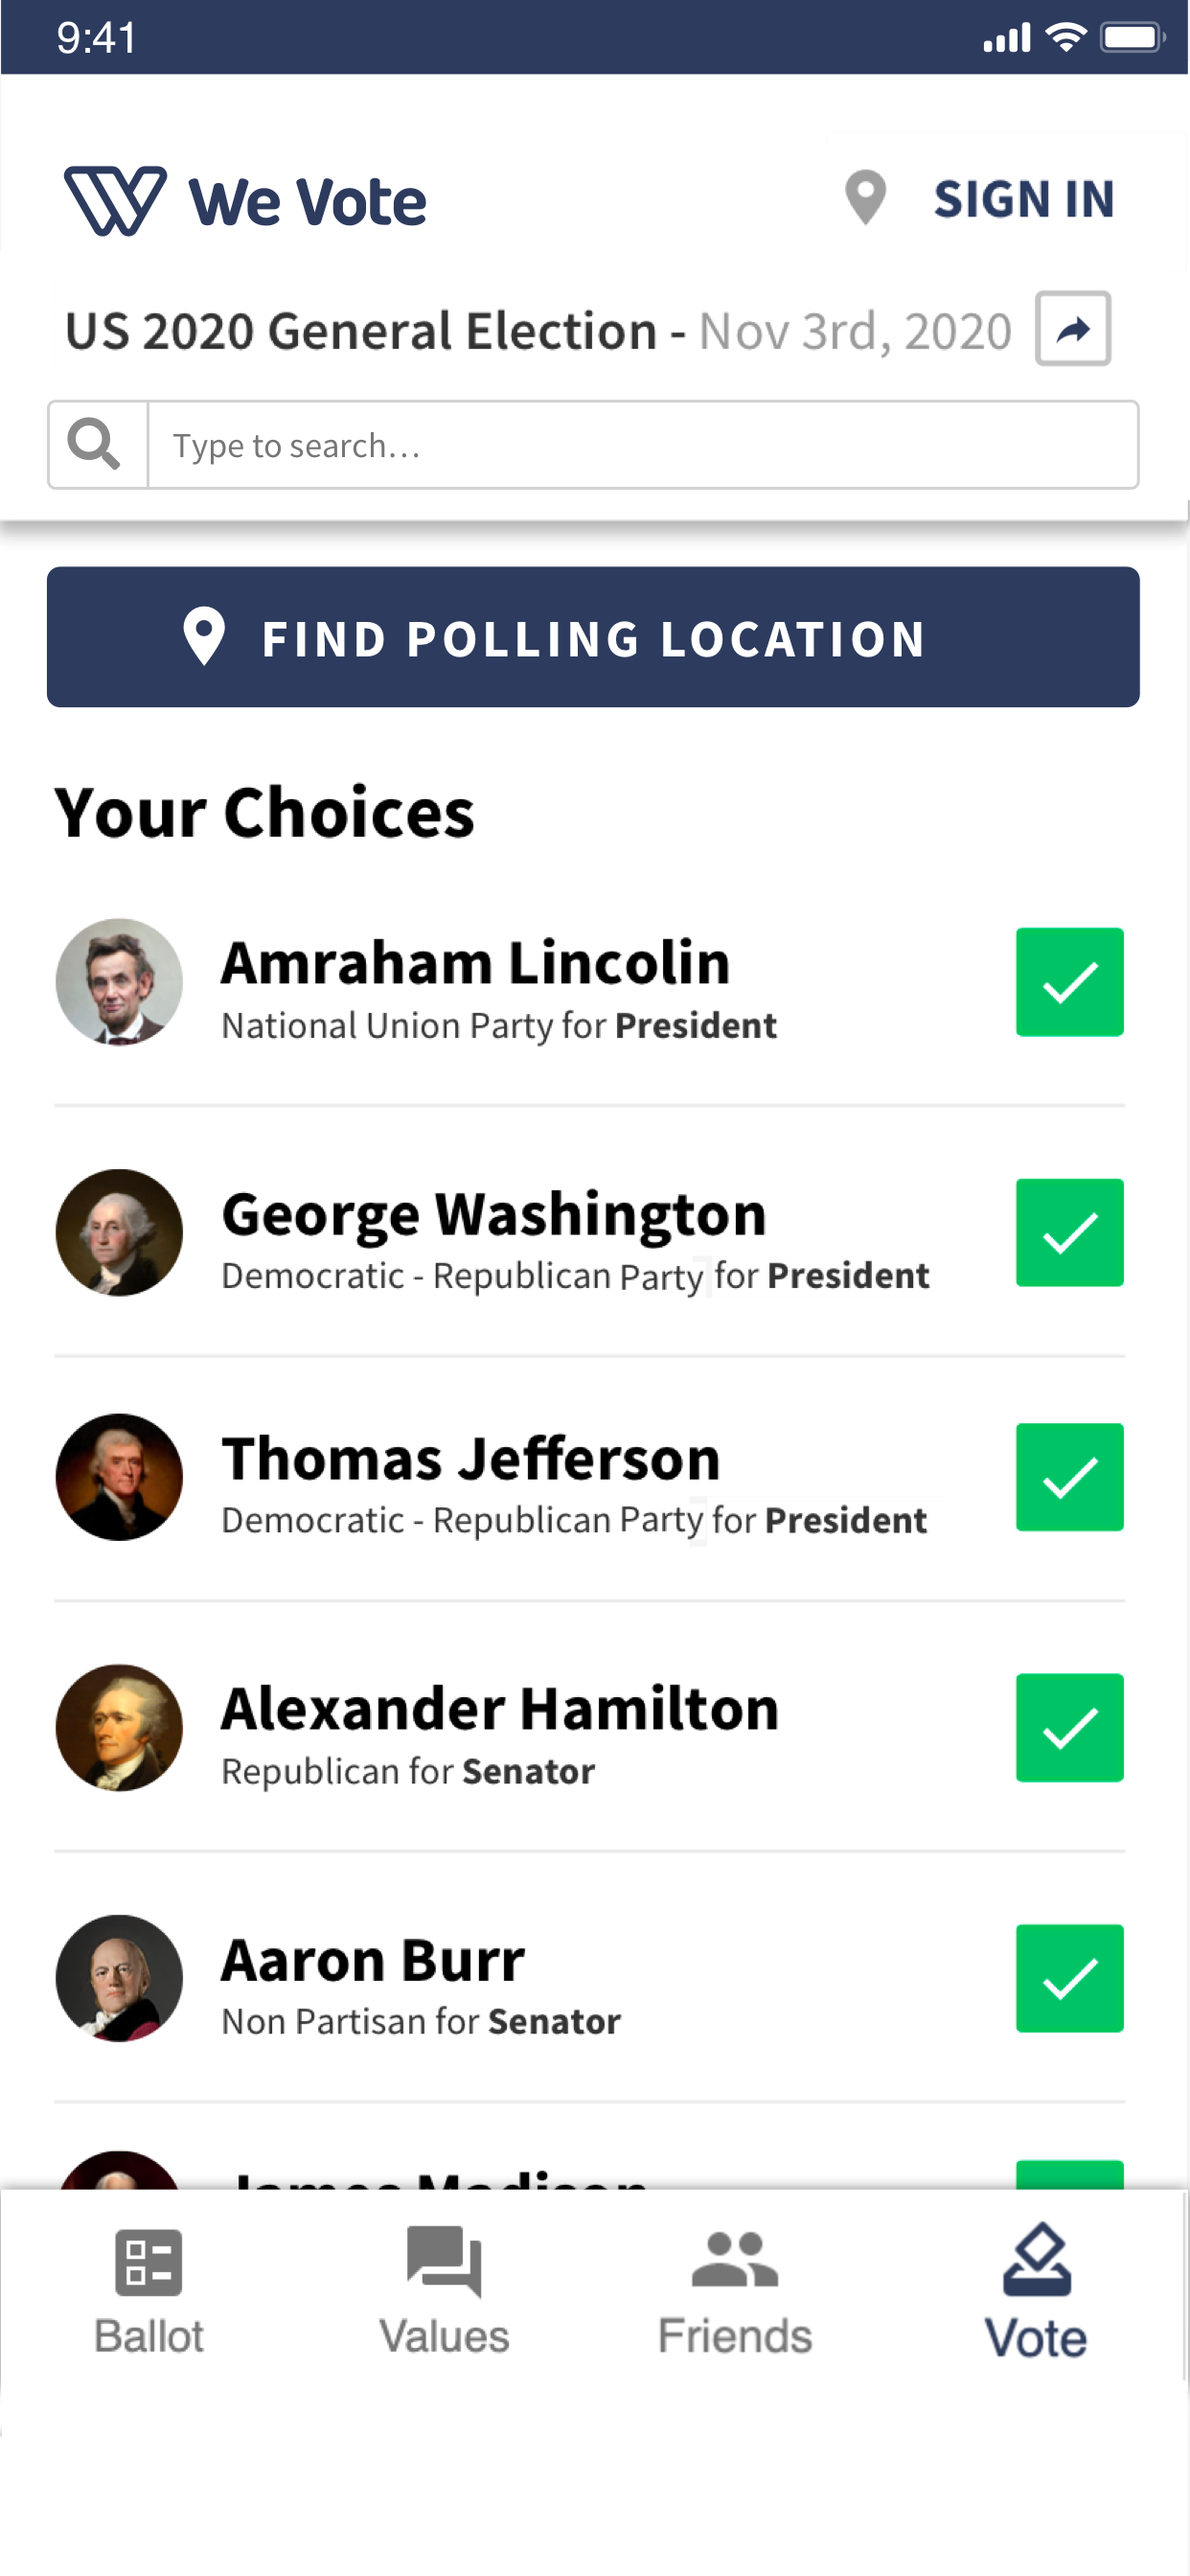 9:41
We Vote
SIGN IN
US 2020 General Election - Nov 3rd, 2020
Type to search...
FIND POLLING LOCATION
Your Choices
Amraham Lincolin
National Union Party for President
George Washington
Democratic - Republican Party for President
Thomas Jefferson
Democratic - Republican Party for President
Alexander Hamilton
Republican for Senator
Aaron Burr
Non Partisan for Senator
James Madison
Ballot
Values
Friends
Vote